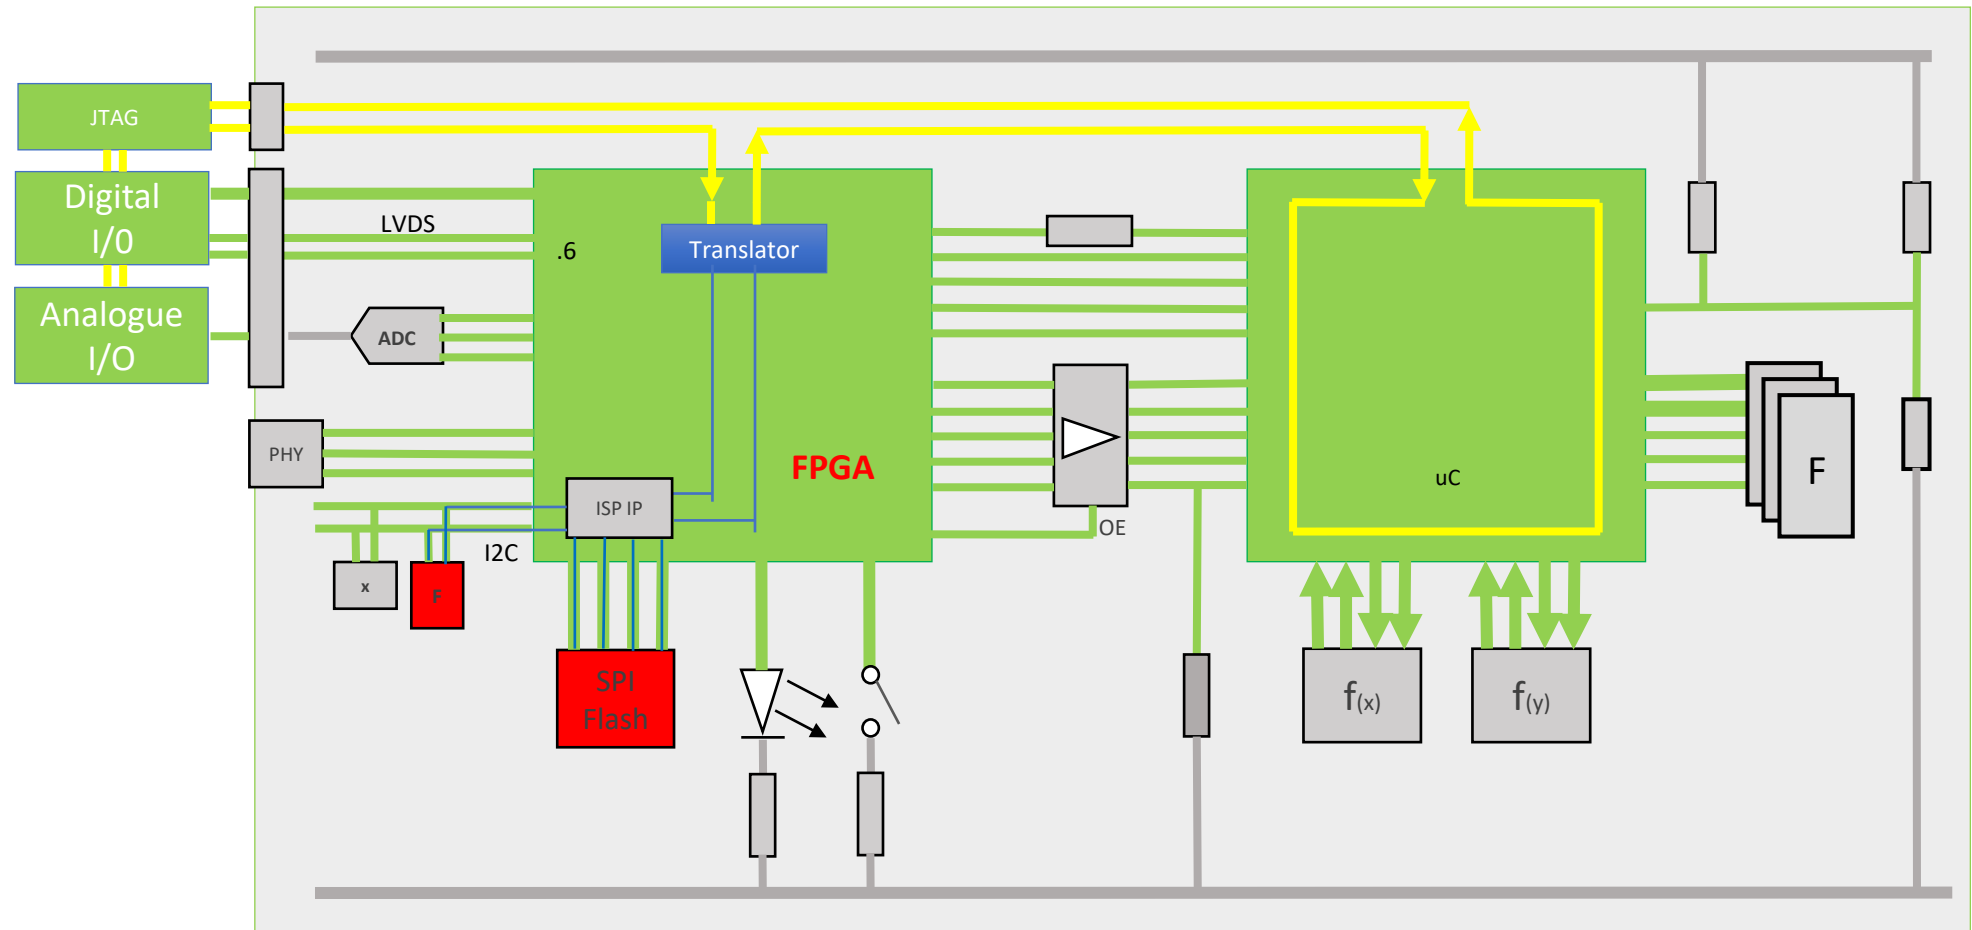 JTAG
Digital
I/0
LVDS
.6
Translator
Analogue
I/O
ADC
PHY
FPGA
uC
F
ISP IP
OE
I2C
x
F
SPI
Flash
f(x)
f(y)